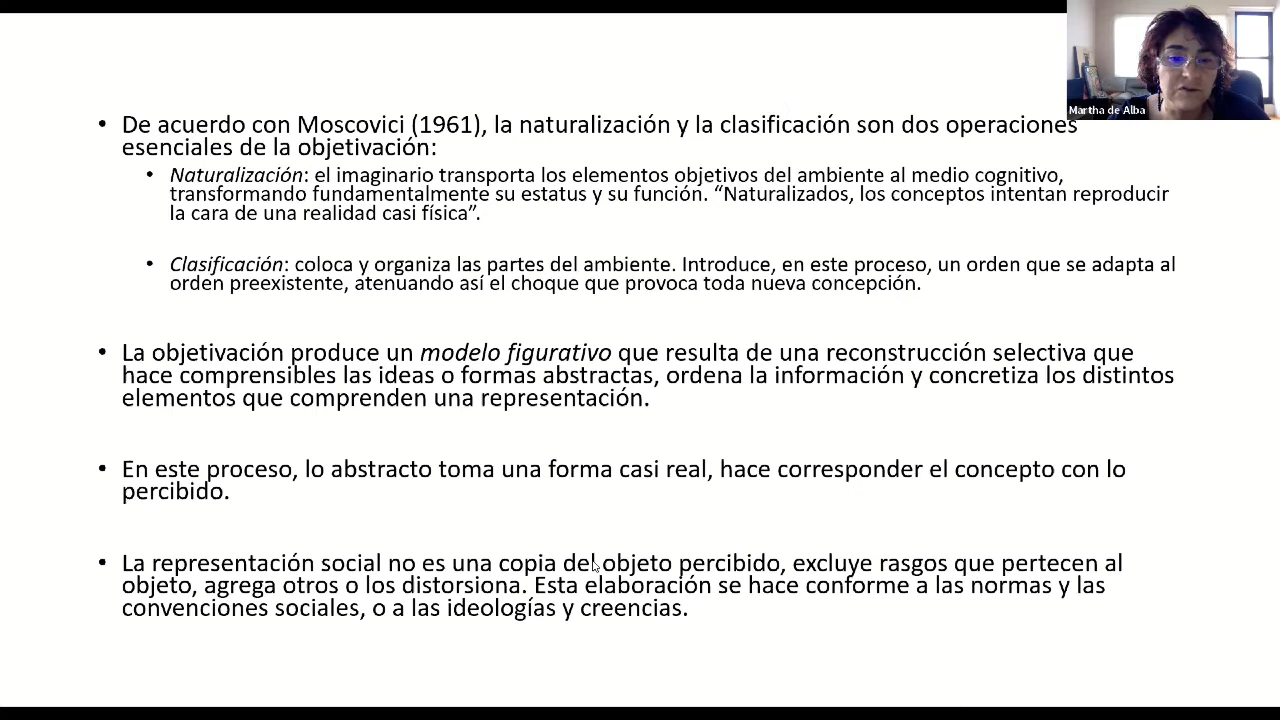 Martha de Alba
• De acuerdo con Moscovici (1961), la naturalización y la clasificación son dos operaciones
esenciales de la objetivación:
• Naturalización: el imaginario transporta los elementos objetivos del ambiente al medio cognitivo,
transformando fundamentalmente su estatus y su función. “Naturalizados, los conceptos intentan reproducir
la cara de una realidad casi física”.
• Clasificación: coloca y organiza las partes del ambiente. Introduce, en este proceso, un orden que se adapta al
orden preexistente, atenuando así el choque que provoca toda nueva concepción.
• La objetivación produce un modelo figurativo que resulta de una reconstrucción selectiva que
hace comprensibles las ideas o formas abstractas, ordena la información y concretiza los distintos
elementos que comprenden una representación.
• En este proceso, lo abstracto toma una forma casi real, hace corresponder el concepto con lo
percibido.
• La representación social no es una copia del objeto percibido, excluye rasgos que pertecen al
objeto, agrega otros o los distorsiona. Esta elaboración se hace conforme a las normas y las
convenciones sociales, o a las ideologías y creencias.